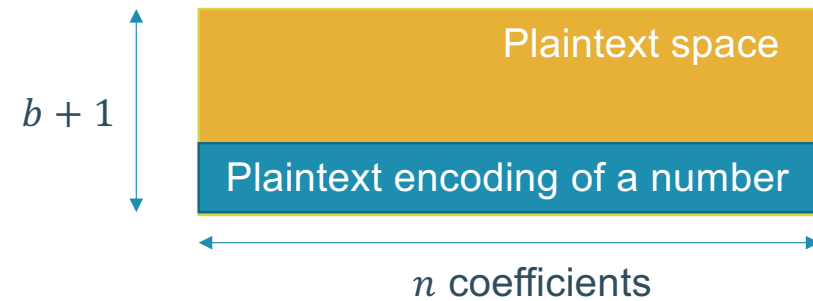 Plaintext space
b + 1
Plaintext encoding of a number
n coefficients